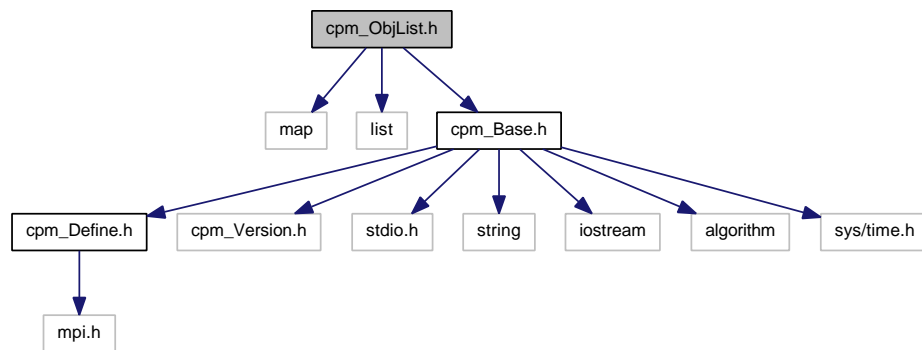 cpm_ObjList.h
map
list
cpm_Base.h
cpm_Define.h
cpm_Version.h
stdio.h
string
iostream
algorithm
sys/time.h
mpi.h